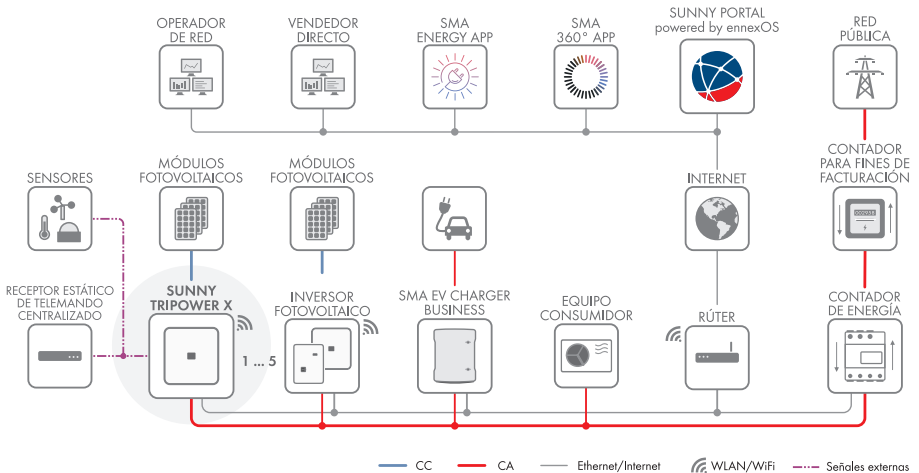 OPERADOR
DE RED
VENDEDOR
DIRECTO
SMA
ENERGY APP
SMA
360° APP
SUNNY PORTAL
powered by ennexOS
RED
PÚBLICA
SENSORES
MÓDULOS
FOTOVOLTAICOS
MÓDULOS
FOTOVOLTAICOS
INTERNET
CONTADOR
PARA FINES DE
FACTURACIÓN
RECEPTOR ESTÁTICO
DE TELEMANDO
CENTRALIZADO
SUNNY
TRIPOWER X
1 ... 5
INVERSOR
FOTOVOLTAICO
SMA EV CHARGER
BUSINESS
EQUIPO
CONSUMIDOR
RÚTER
CONTADOR
DE ENERGÍA
CC
CA
Ethernet/Internet
WLAN/WiFi
Señales externas